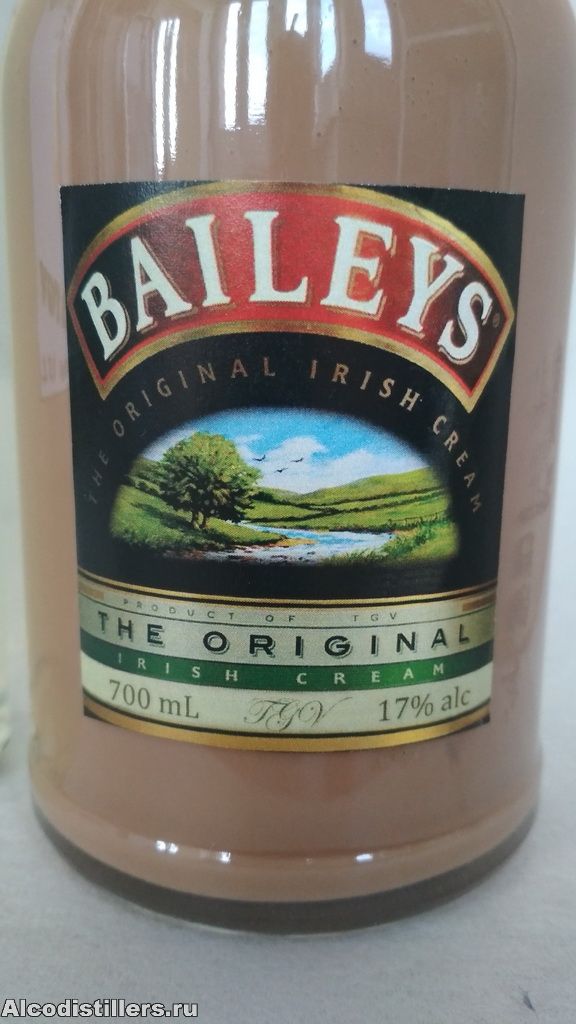 BAILEYS
THE ORIGINAL IRISH CREAM
PRODUCT OF TGV
THE ORIGINAL
IRISH CREAM
700 mL TGV 17% alc
Alcodistillers.ru